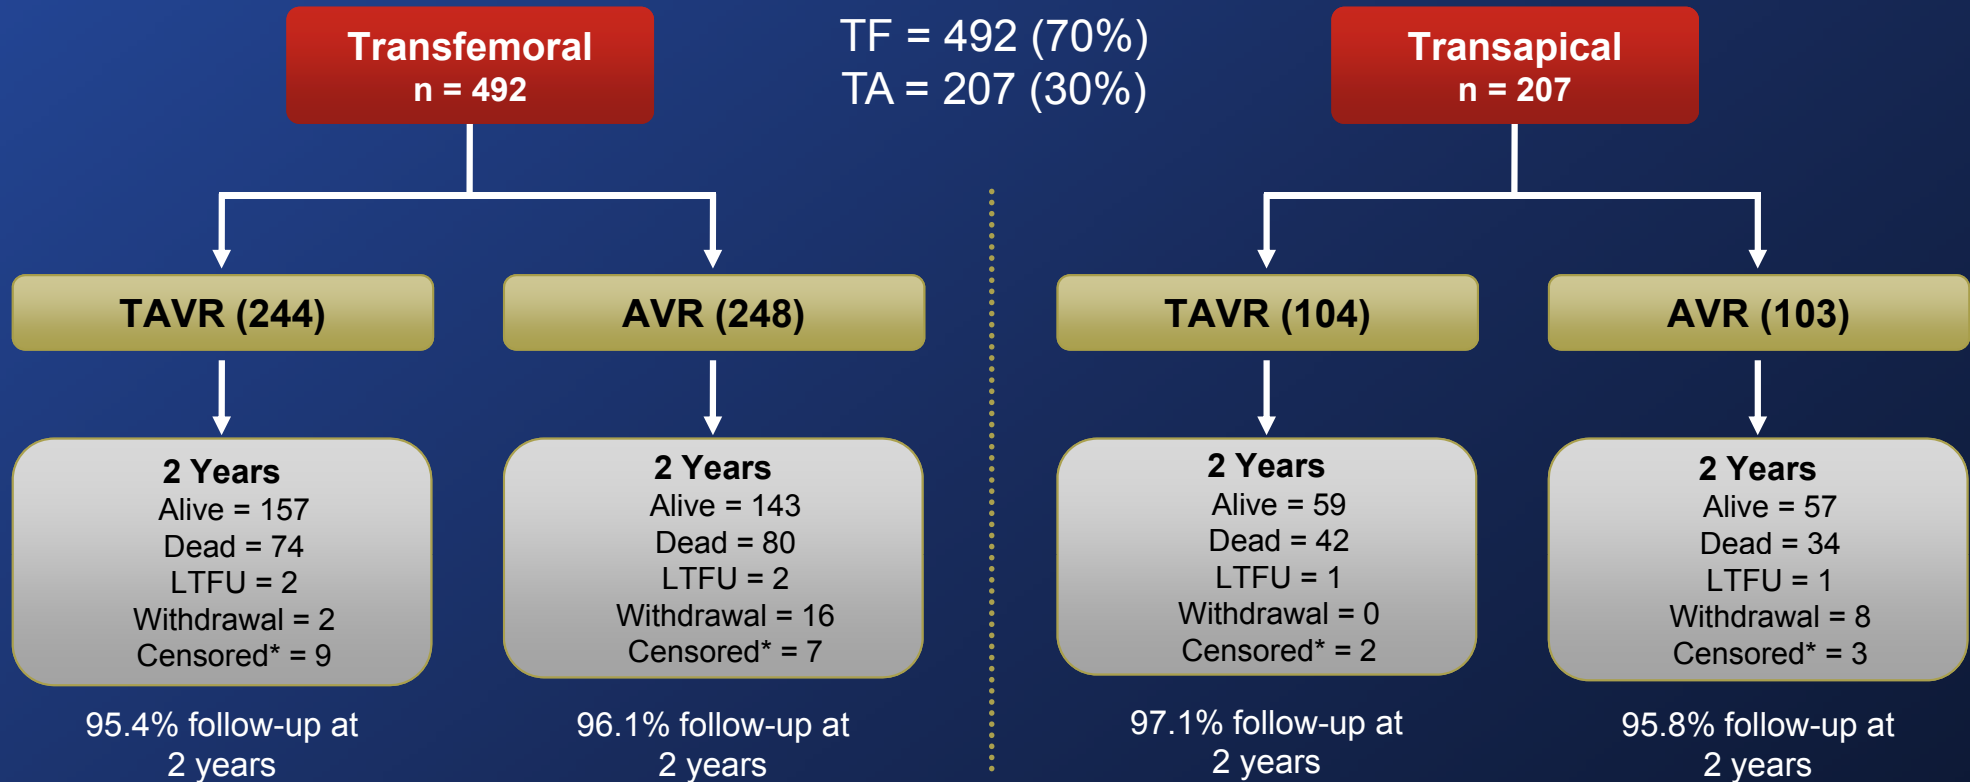 Transfemoral
n = 492
TF = 492 (70%)
TA = 207 (30%)
Transapical
n = 207
TAVR (244)
AVR (248)
TAVR (104)
AVR (103)
2 Years
Alive = 157
Dead = 74
LTFU = 2
Withdrawal = 2
Censored* = 9
2 Years
Alive = 143
Dead = 80
LTFU = 2
Withdrawal = 16
Censored* = 7
2 Years
Alive = 59
Dead = 42
LTFU = 1
Withdrawal = 0
Censored* = 2
2 Years
Alive = 57
Dead = 34
LTFU = 1
Withdrawal = 8
Censored* = 3
95.4% follow-up at
2 years
96.1% follow-up at
2 years
97.1% follow-up at
2 years
95.8% follow-up at
2 years